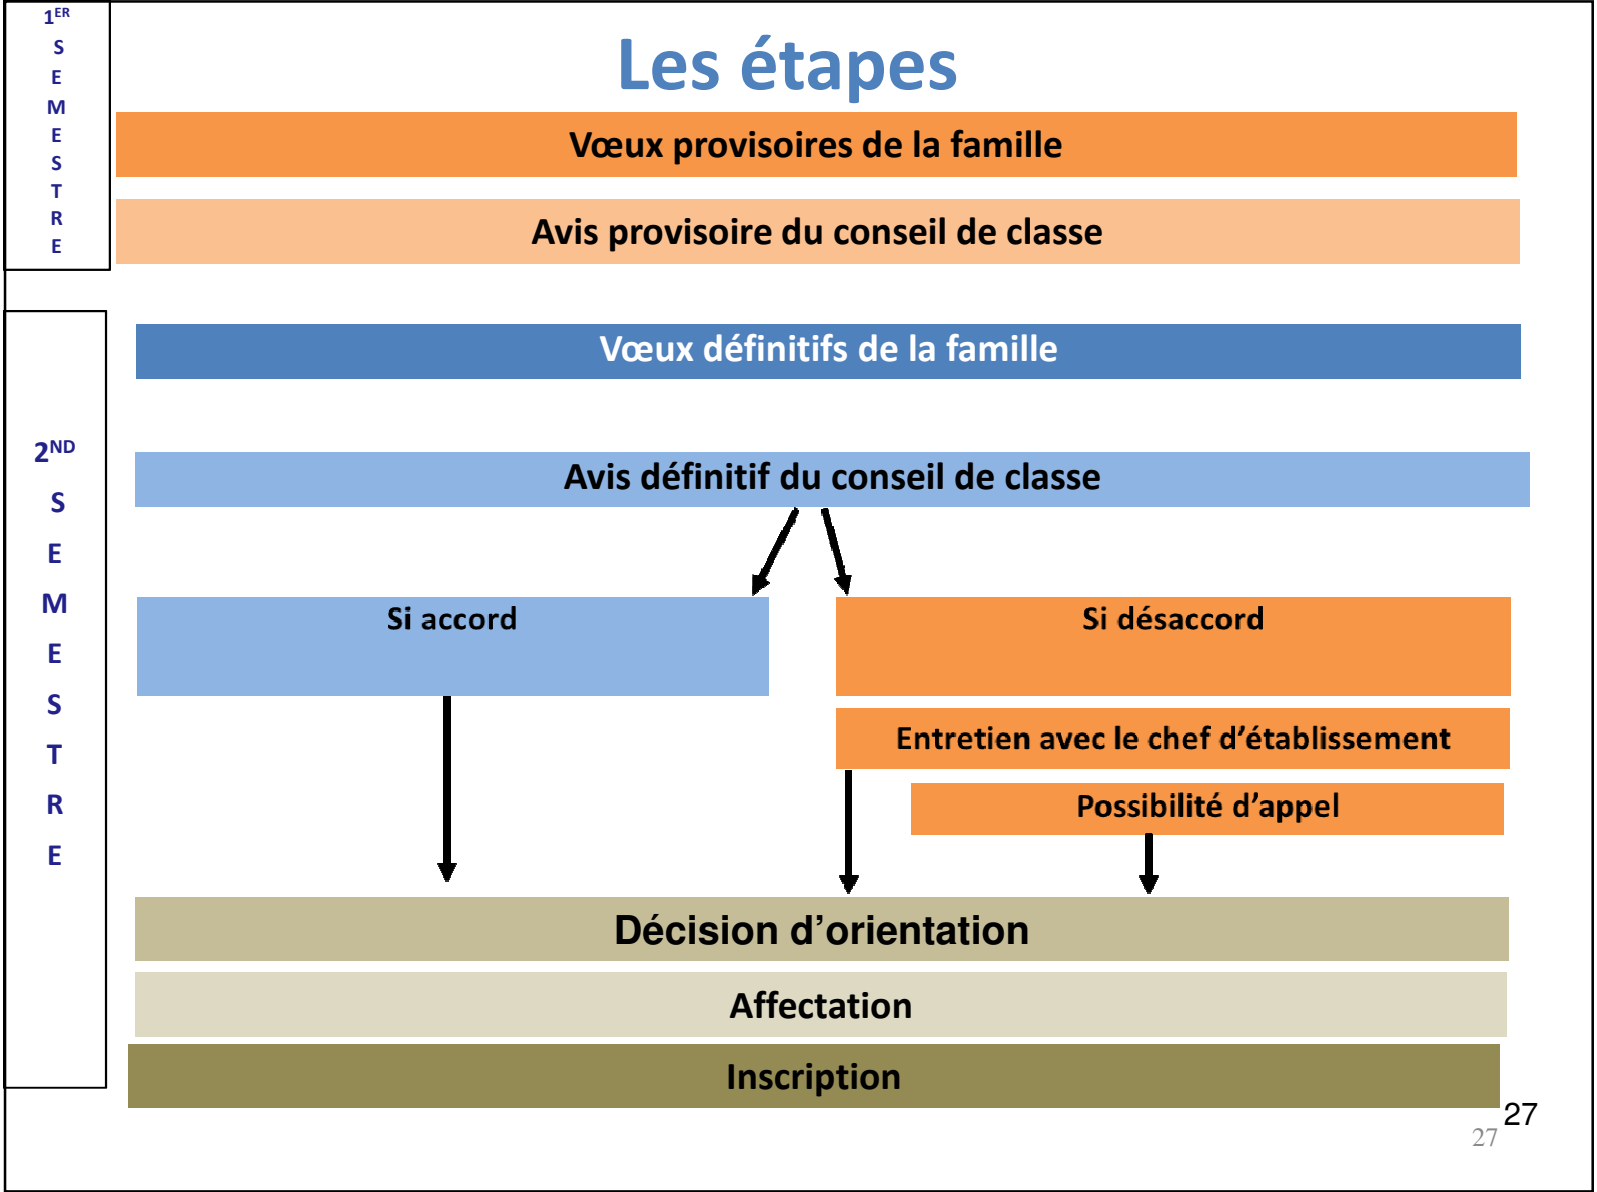 1ER
S
E
M
E
S
T
R
E
Les étapes
Vœux provisoires de la famille
Avis provisoire du conseil de classe
2ND
S
E
M
E
S
T
R
E
Vœux définitifs de la famille
Avis définitif du conseil de classe
Si accord
Si désaccord
Entretien avec le chef d’établissement
Possibilité d’appel
Décision d’orientation
Affectation
Inscription
27
27